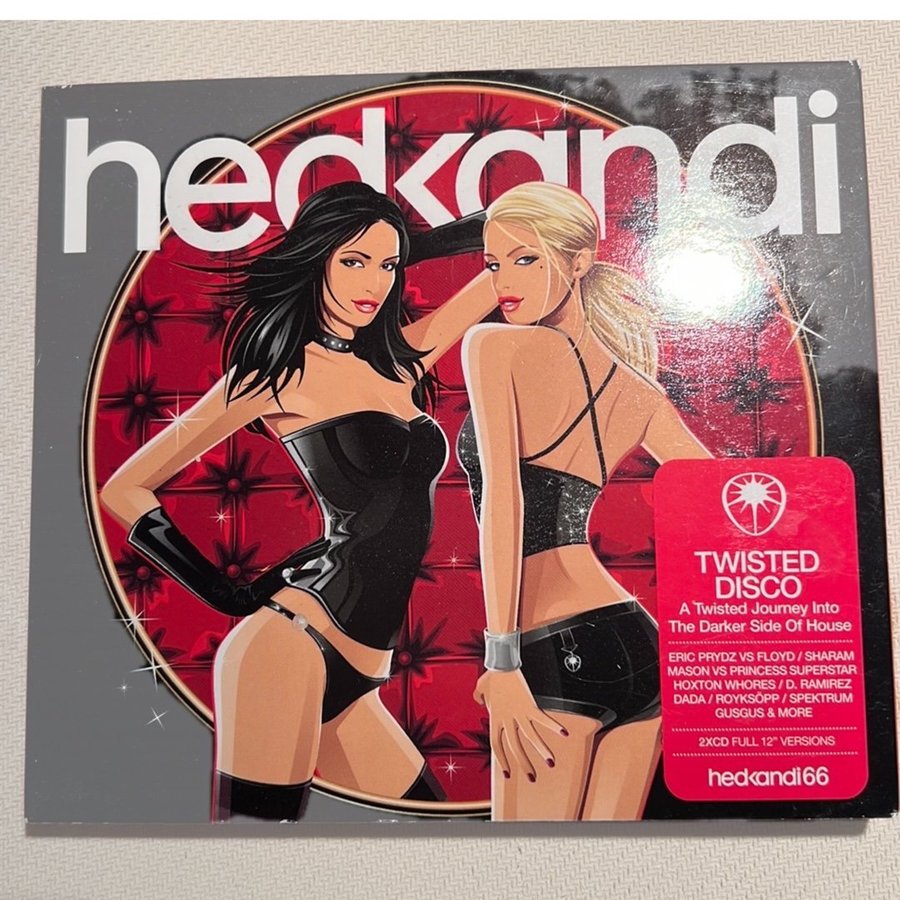 hedkandi
TWISTED
DISCO
A Twisted Journey Into
The Darker Side Of House
ERIC PRYDZ VS FLOYD / SHARAM
MASON VS PRINCESS SUPERSTAR
HOXTON WHORES / D. RAMIREZ
DADA / ROYKSÖPP / SPEKTRUM
GUSGUS & MORE
2XCD FULL 12" VERSIONS
hedkandi66